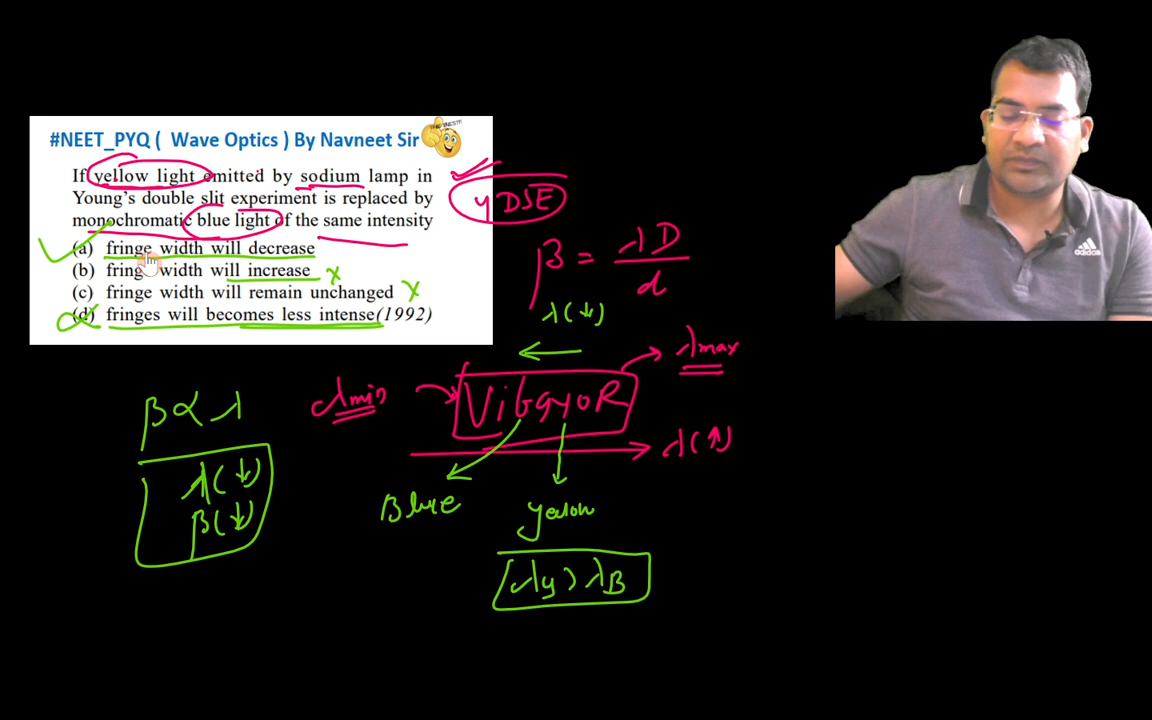 #NEET_PYQ ( Wave Optics ) By Navneet Sir
If yellow light emitted by sodium lamp in
Young's double slit experiment is replaced by
monochromatic blue light of the same intensity
(a) fringe width will decrease
(b) fringe width will increase x
(c) fringe width will remain unchanged x
(d) fringes will becomes less intense(1992)
YDSE
β = λD/d
λ(↓)
λmax
λmin
VibgyoR
λ(↑)
β∝λ
λ(↓)
β(↓)
Blue
λy > λB
adidas